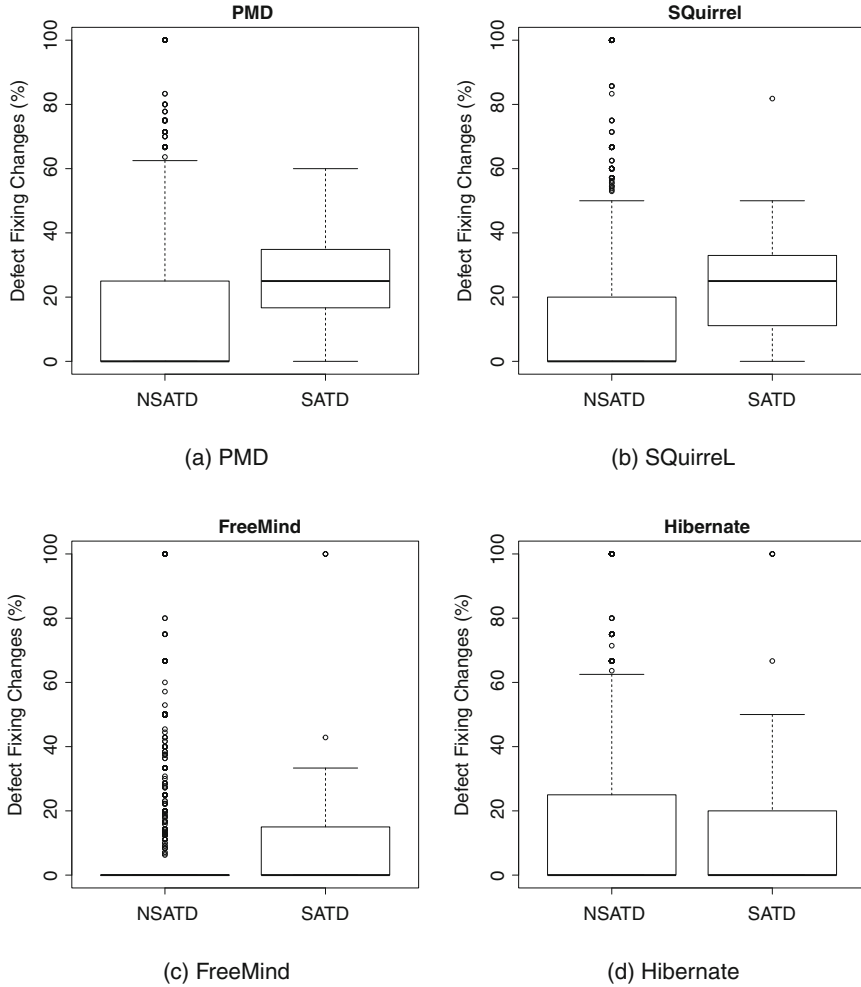 PMD
Defect Fixing Changes (%)
100
80
60
40
20
0
NSATD SATD
(a) PMD
SQuirrel
Defect Fixing Changes (%)
100
80
60
40
20
0
NSATD SATD
(b) SQuirreL
FreeMind
Defect Fixing Changes (%)
100
80
60
40
20
0
NSATD SATD
(c) FreeMind
Hibernate
Defect Fixing Changes (%)
100
80
60
40
20
0
NSATD SATD
(d) Hibernate